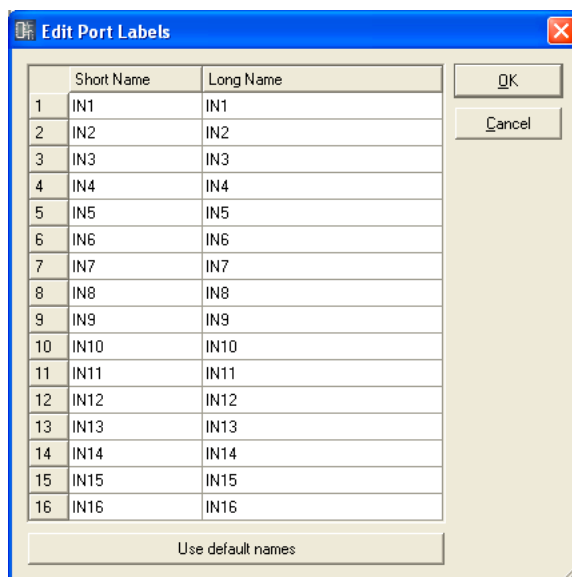 Edit Port Labels
Short Name Long Name
1 IN1 IN1
2 IN2 IN2
3 IN3 IN3
4 IN4 IN4
5 IN5 IN5
6 IN6 IN6
7 IN7 IN7
8 IN8 IN8
9 IN9 IN9
10 IN10 IN10
11 IN11 IN11
12 IN12 IN12
13 IN13 IN13
14 IN14 IN14
15 IN15 IN15
16 IN16 IN16
OK
Cancel
Use default names